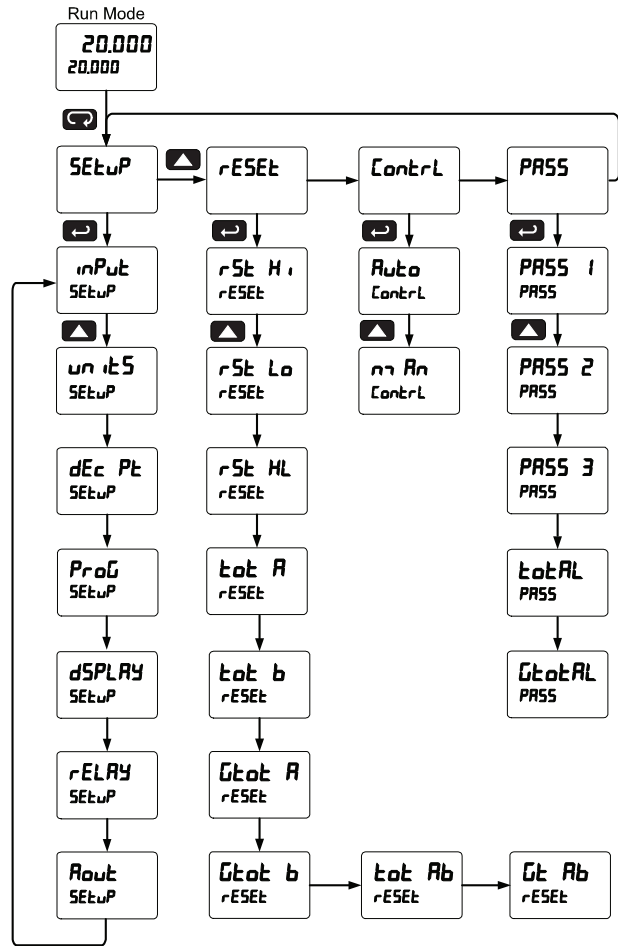 Run Mode
20.000
20.000
SEtuP
rESEt
ContrL
PASS
inPut
SEtuP
rSt Hi
rESEt
Auto
ContrL
PASS 1
PASS
unitS
SEtuP
rSt Lo
rESEt
mAn
ContrL
PASS 2
PASS
dEc Pt
SEtuP
rSt HL
rESEt
PASS 3
PASS
ProG
SEtuP
tot A
rESEt
totAL
PASS
dSPLAY
SEtuP
tot b
rESEt
GtotAL
PASS
rELAY
SEtuP
Gtot A
rESEt
Aout
SEtuP
Gtot b
rESEt
tot Ab
rESEt
Gt Ab
rESEt